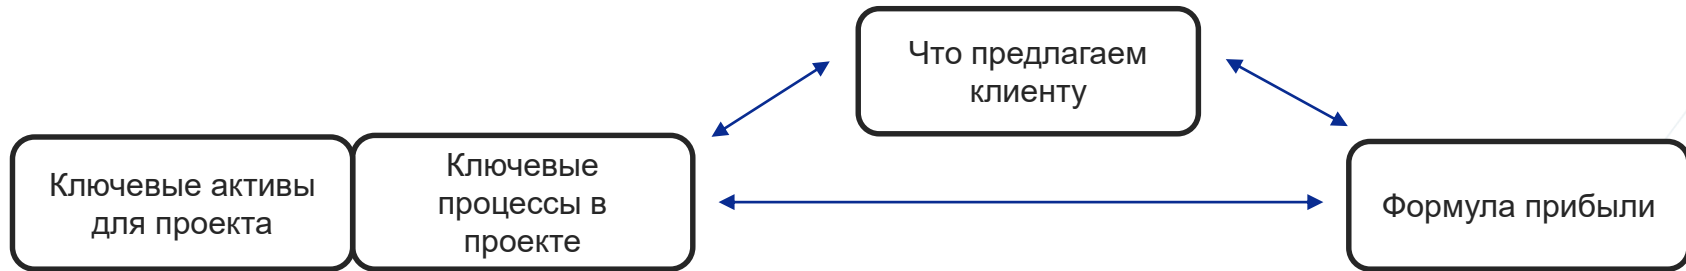 Что предлагаем
клиенту
Ключевые активы
для проекта
Ключевые
процессы в
проекте
Формула прибыли